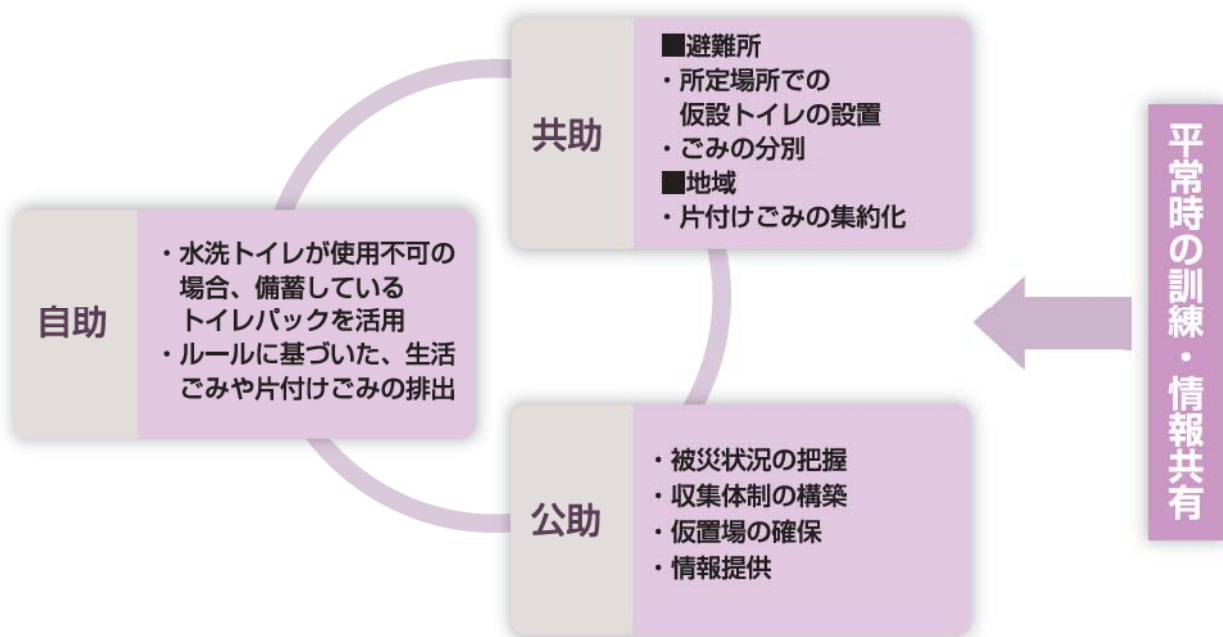 共助
■避難所
・所定場所での
仮設トイレの設置
・ごみの分別
■地域
・片付けごみの集約化
自助
・水洗トイレが使用不可の
場合、備蓄している
トイレパックを活用
・ルールに基づいた、生活
ごみや片付けごみの排出
公助
・被災状況の把握
・収集体制の構築
・仮置場の確保
・情報提供
平常時の訓練・情報共有